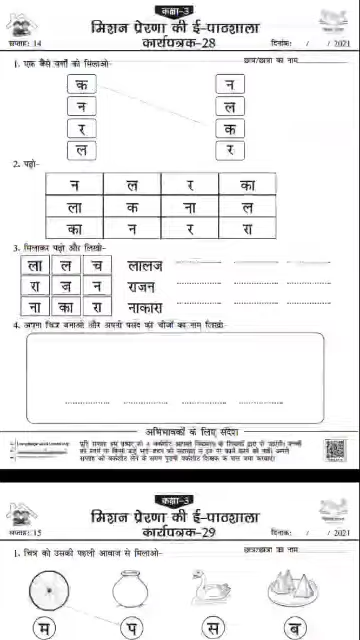 कक्षा-3
मिशन प्रेरणा की ई-पाठशाला
सप्ताह: 14 कार्यपत्रक-28 दिनांक: / / 2021
1. एक जैसे वर्णों को मिलाओ- छात्र/छात्रा का नाम
क न
न ल
र क
ल र
2. पढ़ो-
न ल र का
ला क ना ल
का न र रा
3. मिलाकर पढ़ो और लिखो-
ला ल च लालज
रा ज न राजन
ना का रा नाकारा
4. अपना चित्र बनाओ और अपनी पसंद की चीजों का नाम लिखो-
अभिभावकों के लिए संदेश
कक्षा-3
मिशन प्रेरणा की ई-पाठशाला
सप्ताह: 15 कार्यपत्रक-29 दिनांक: / / 2021
1. चित्र को उसकी पहली आवाज से मिलाओ- छात्र/छात्रा का नाम
म प स ब